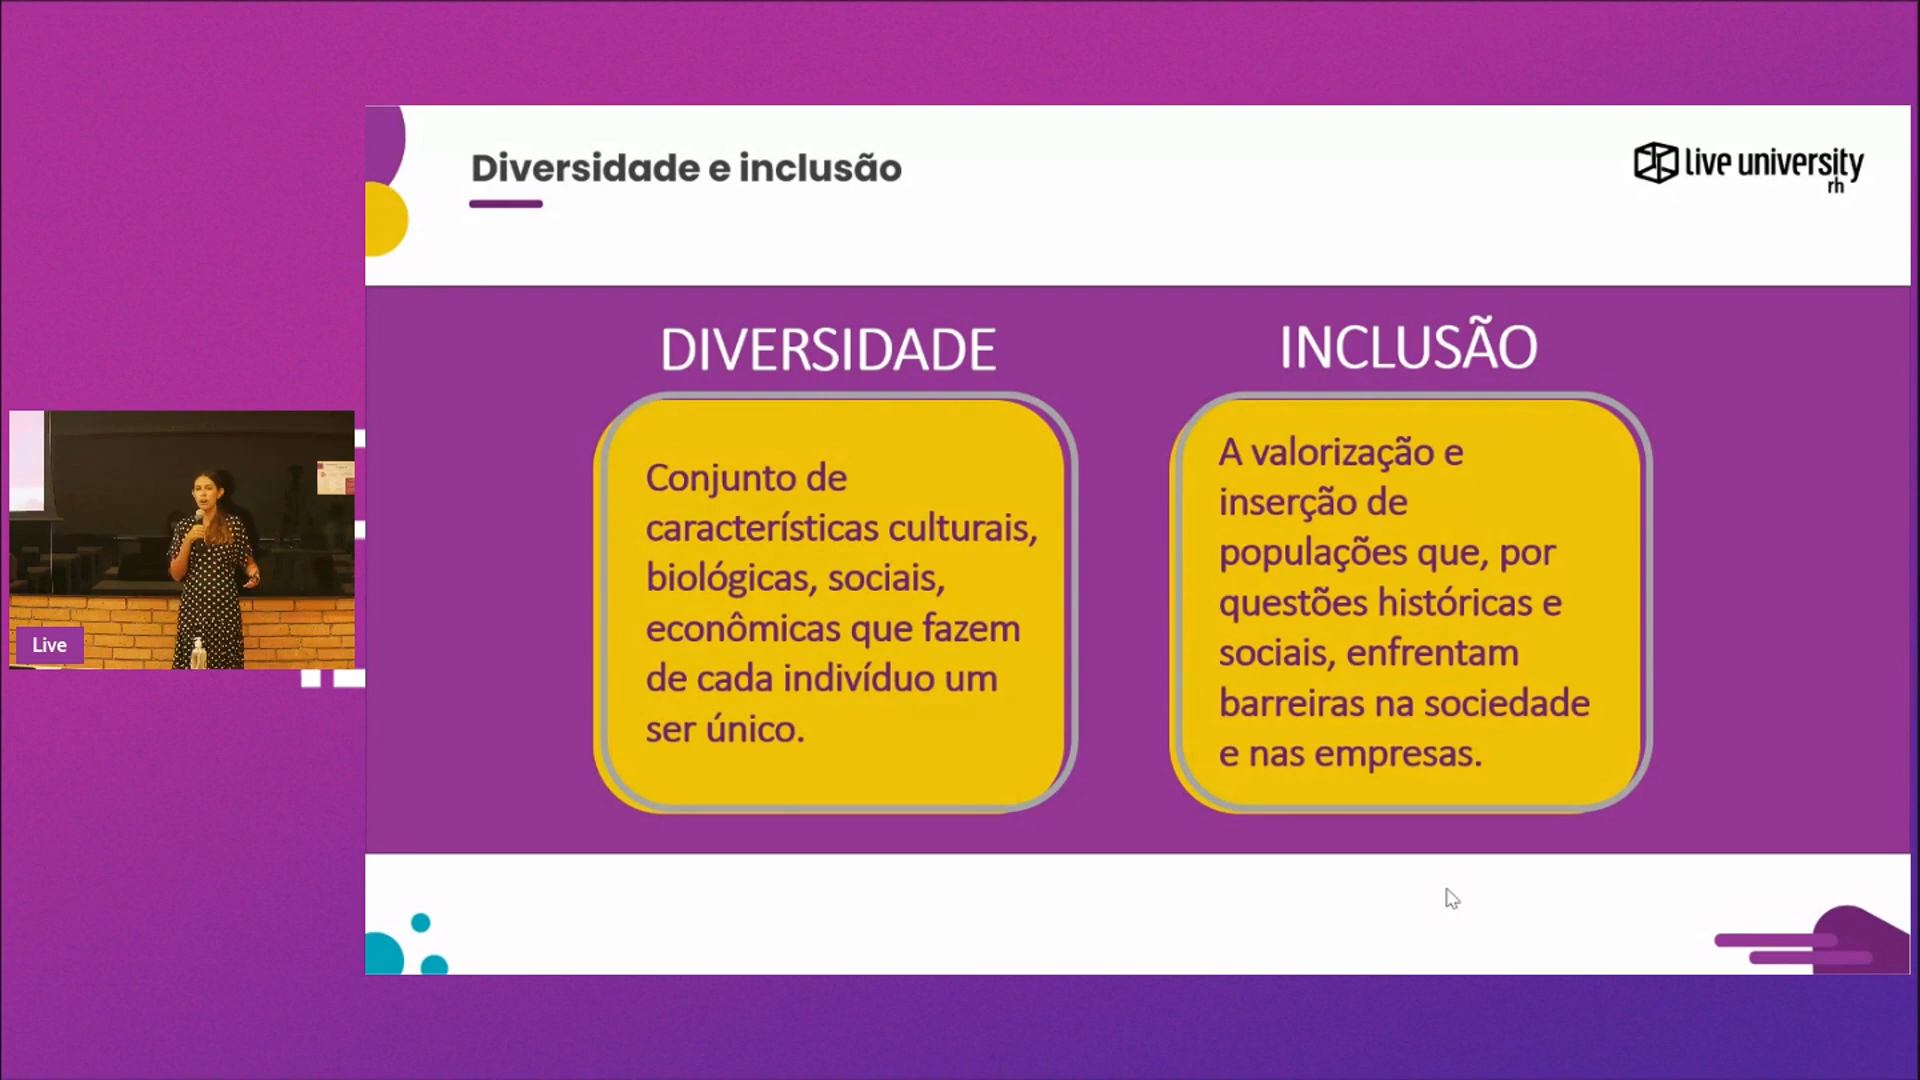 Diversidade e inclusão
live university
rh
DIVERSIDADE
Conjunto de
características culturais,
biológicas, sociais,
econômicas que fazem
de cada indivíduo um
ser único.
INCLUSÃO
A valorização e
inserção de
populações que, por
questões históricas e
sociais, enfrentam
barreiras na sociedade
e nas empresas.
Live